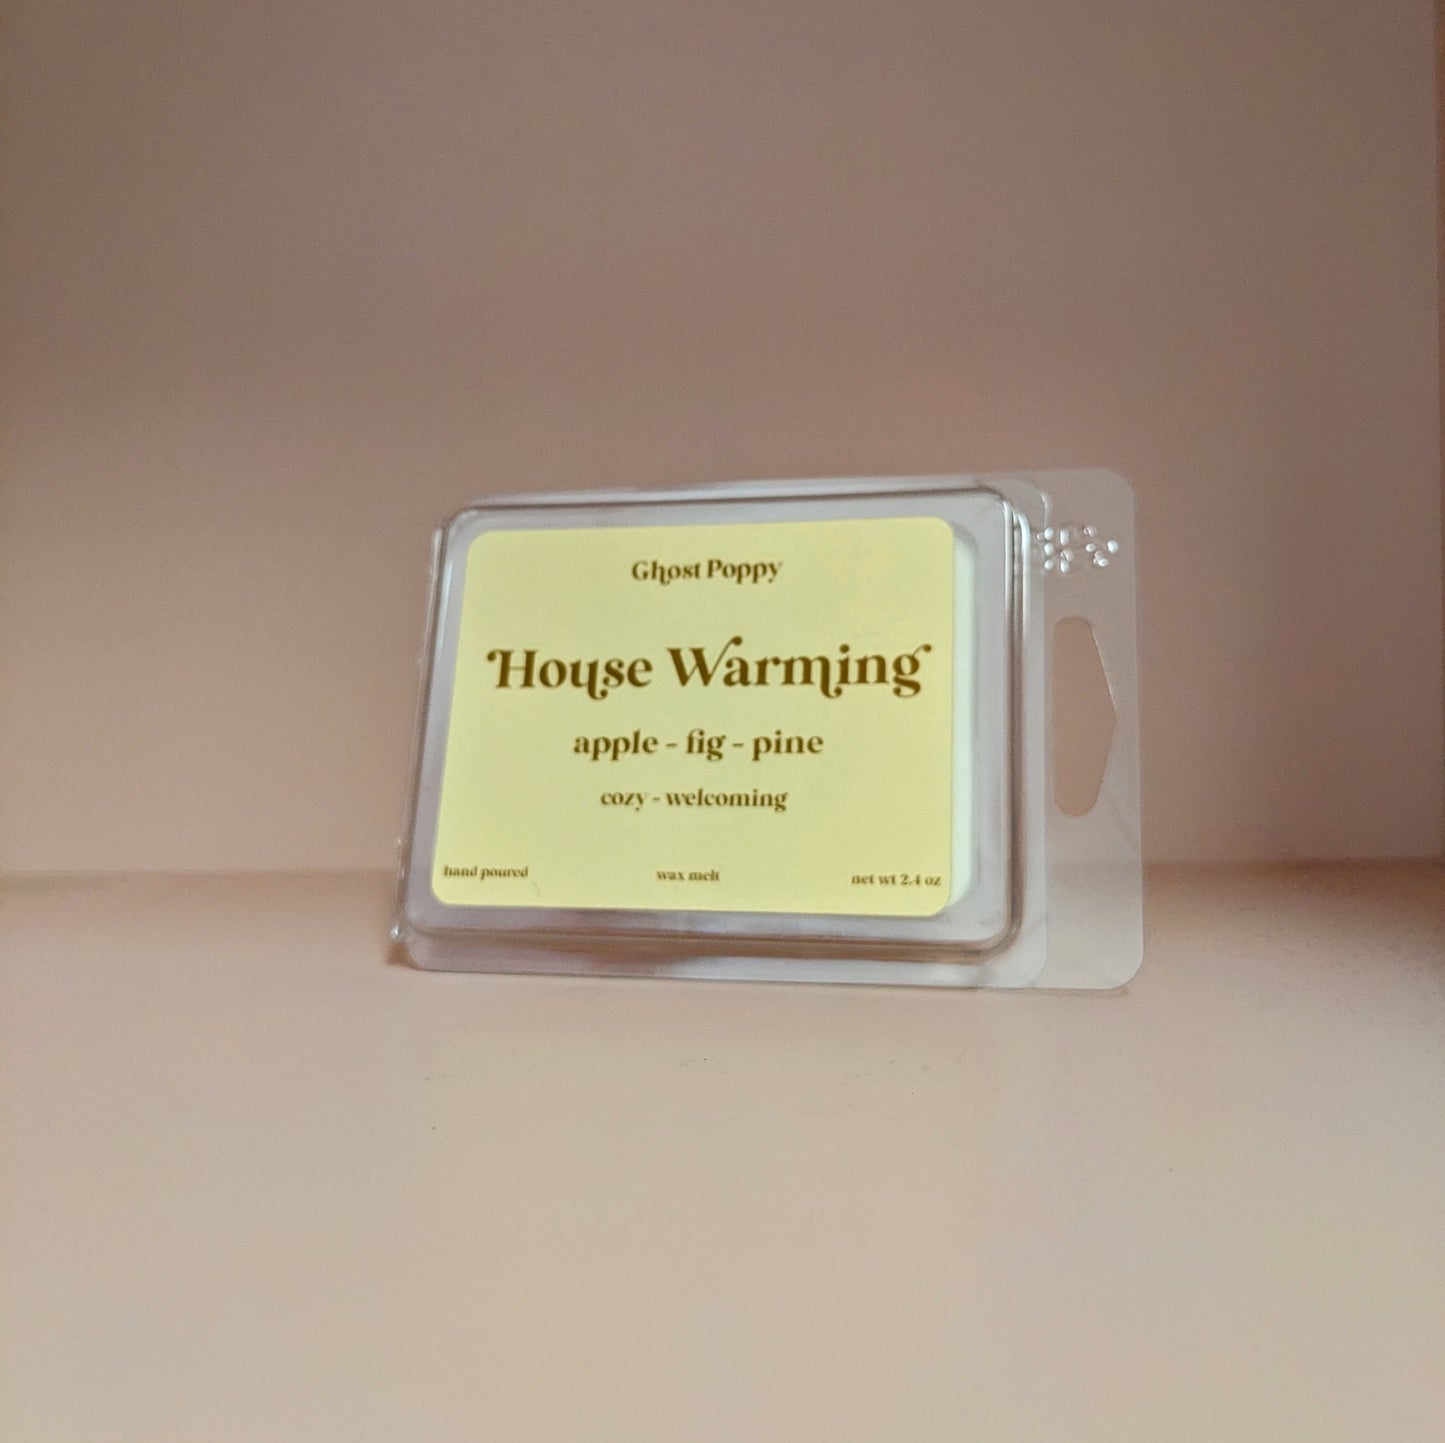 Ghost Poppy
House Warming
apple - fig - pine
cozy - welcoming
hand poured wax melt net wt 2.4 oz